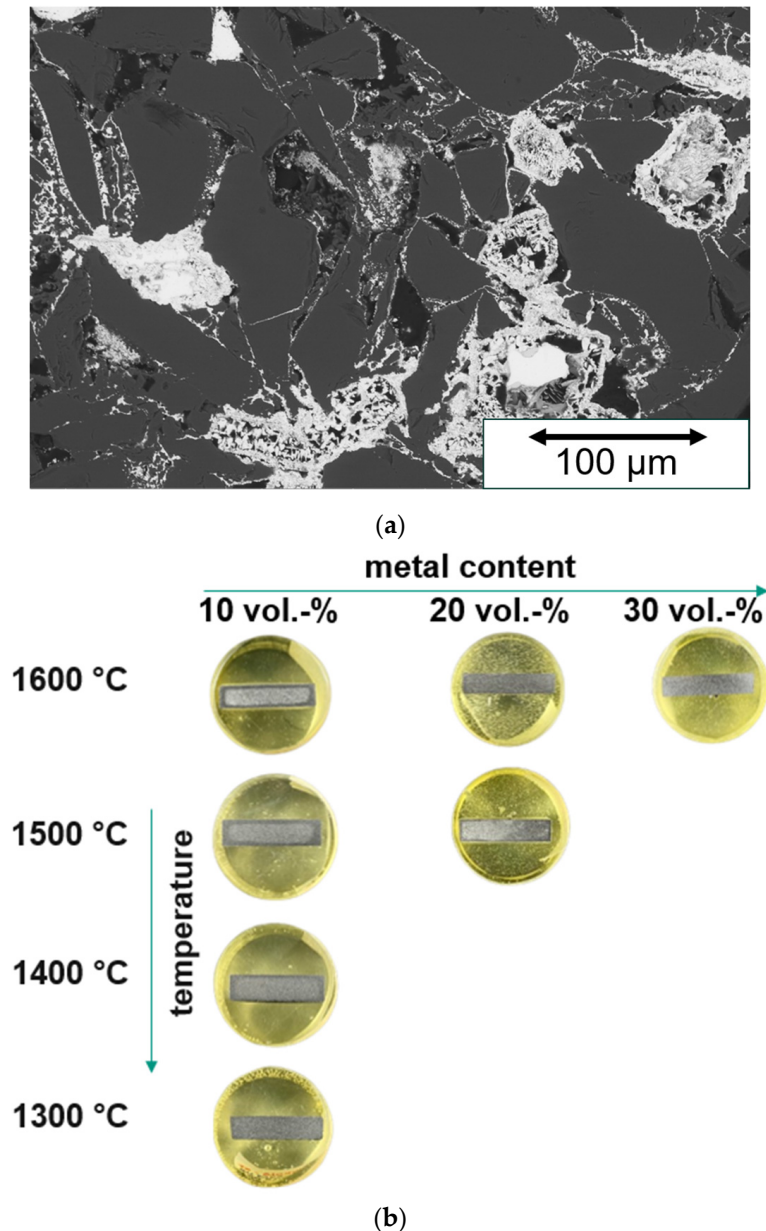 100 µm
(a)
metal content
10 vol.-% 20 vol.-% 30 vol.-%
1600 °C
1500 °C
temperature
1400 °C
1300 °C
(b)